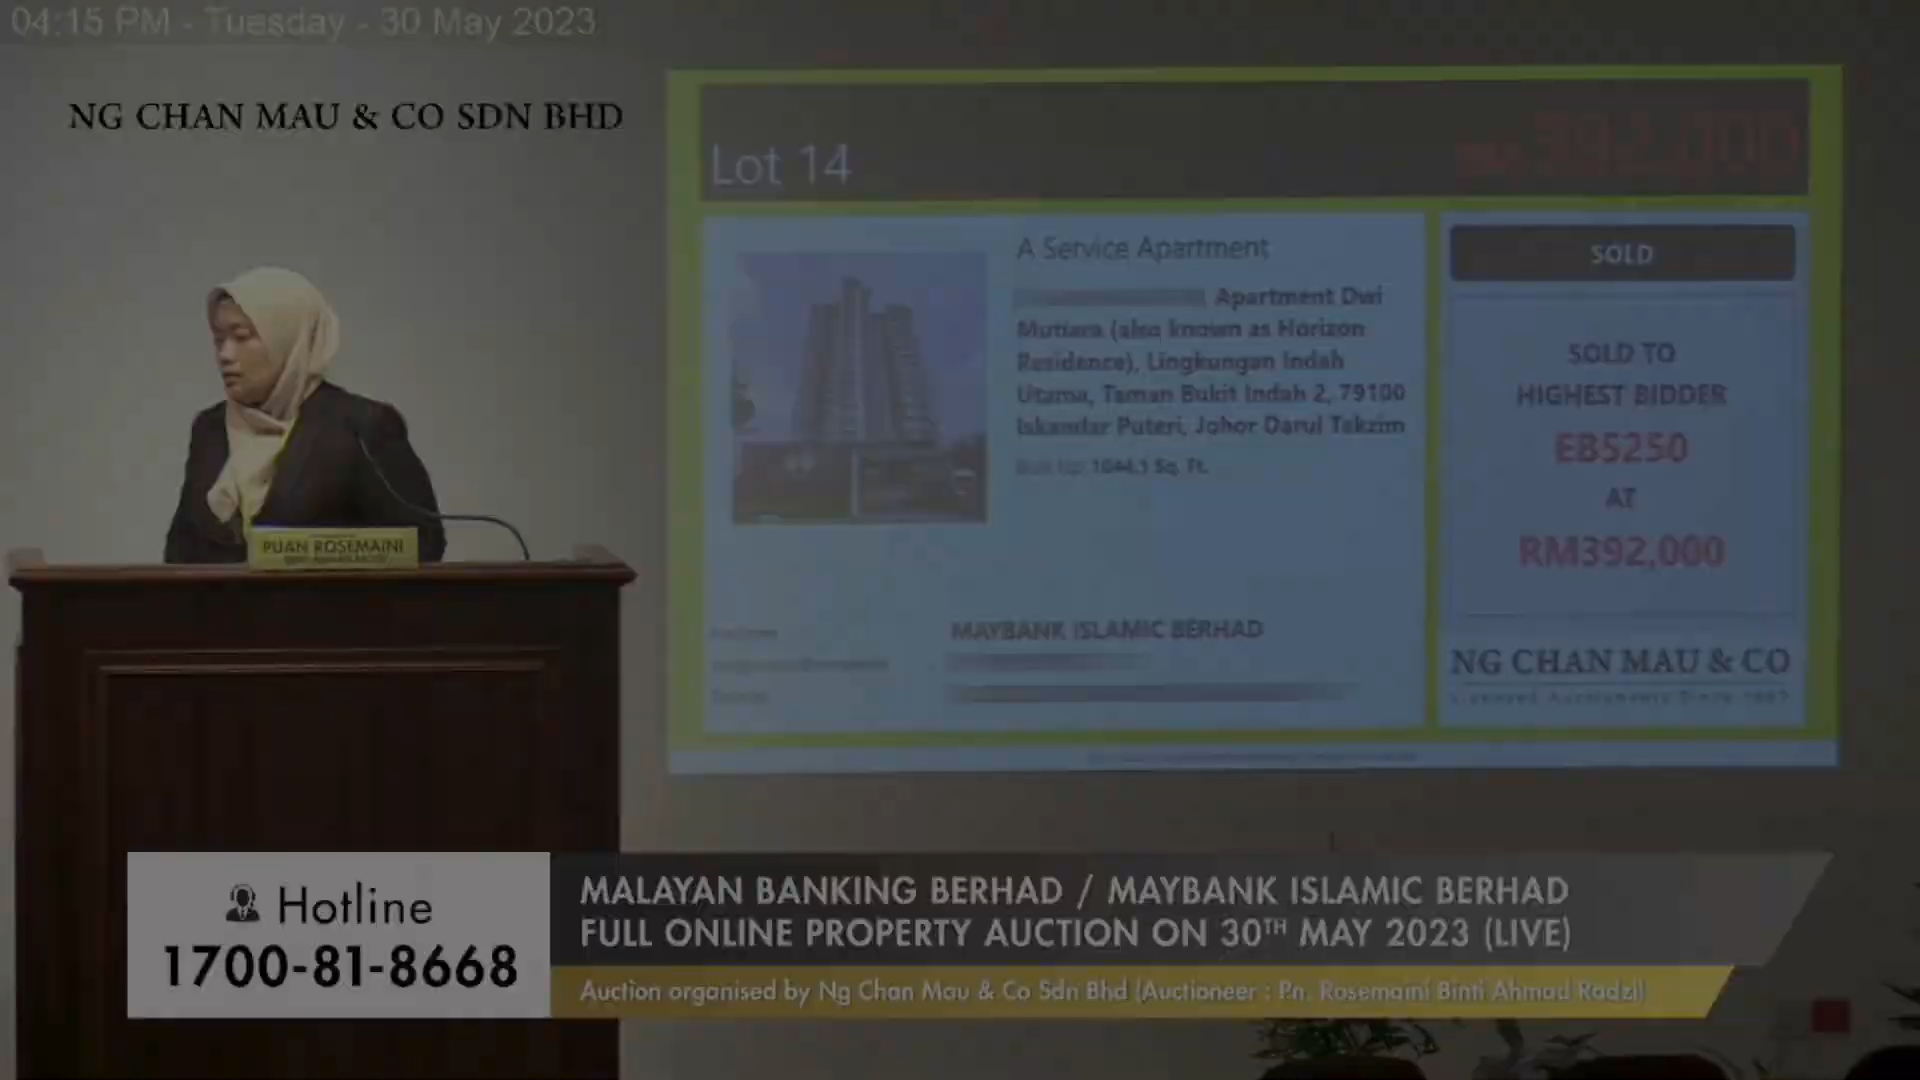 04:15 PM - Tuesday - 30 May 2023
NG CHAN MAU & CO SDN BHD
Lot 14
392,000
A Service Apartment
Apartment Dwi
Mutiara (also known as Horizon
Residence), Lingkungan Indah
Utama, Taman Bukit Indah 2, 79100
Iskandar Puteri, Johor Darul Takzim
Sq. Ft.
MAYBANK ISLAMIC BERHAD
SOLD
SOLD TO
HIGHEST BIDDER
EB5250
AT
RM392,000
NG CHAN MAU & CO
PUAN ROSEMAINI
Hotline
1700-81-8668
MALAYAN BANKING BERHAD / MAYBANK ISLAMIC BERHAD
FULL ONLINE PROPERTY AUCTION ON 30TH MAY 2023 (LIVE)
Auction organised by Ng Chan Mau & Co Sdn Bhd (Auctioneer : Pn. Rosemaini Binti Ahmad Radzi)